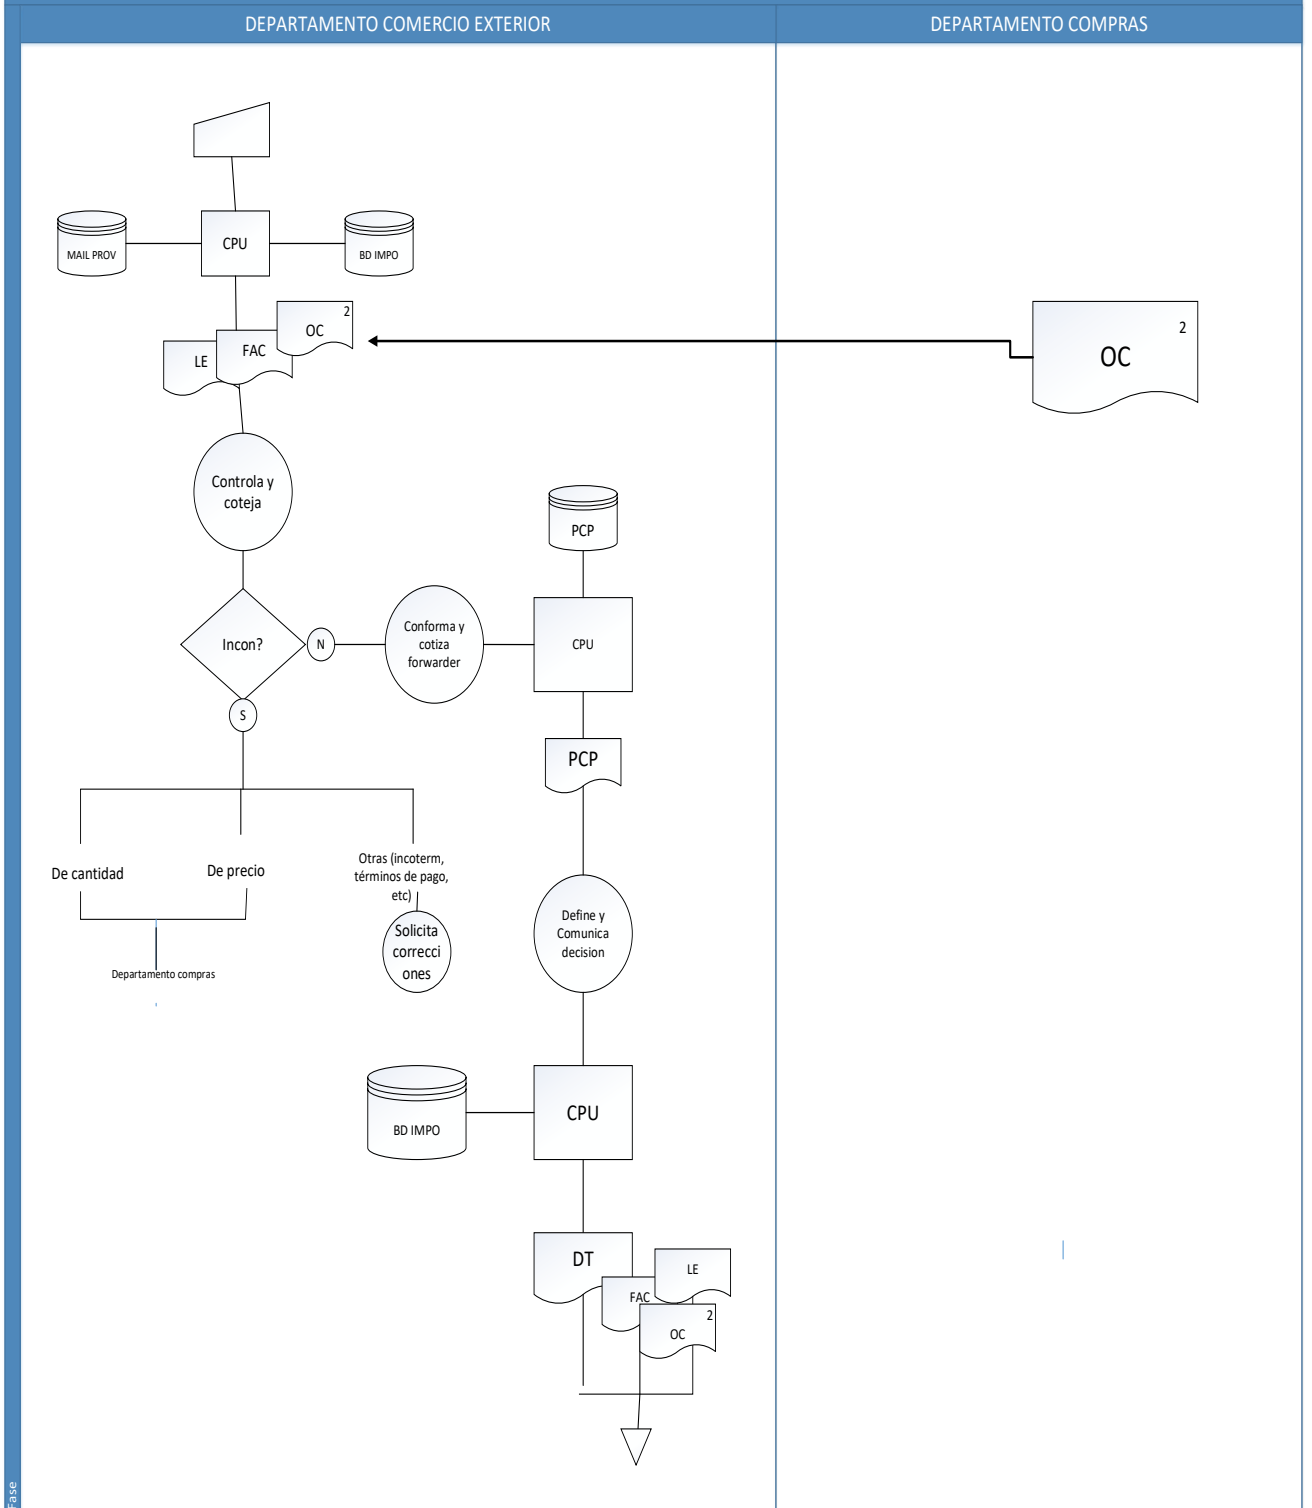 DEPARTAMENTO COMERCIO EXTERIOR
DEPARTAMENTO COMPRAS
MAIL PROV
CPU
BD IMPO
LE
FAC
OC
2
OC
2
Controla y
coteja
PCP
Incon?
N
Conforma y
cotiza
forwarder
CPU
S
PCP
De cantidad
De precio
Otras (incoterm,
términos de pago,
etc)
Solicita
correcci
ones
Departamento compras
Define y
Comunica
decision
BD IMPO
CPU
DT
FAC
LE
OC
2
Fase